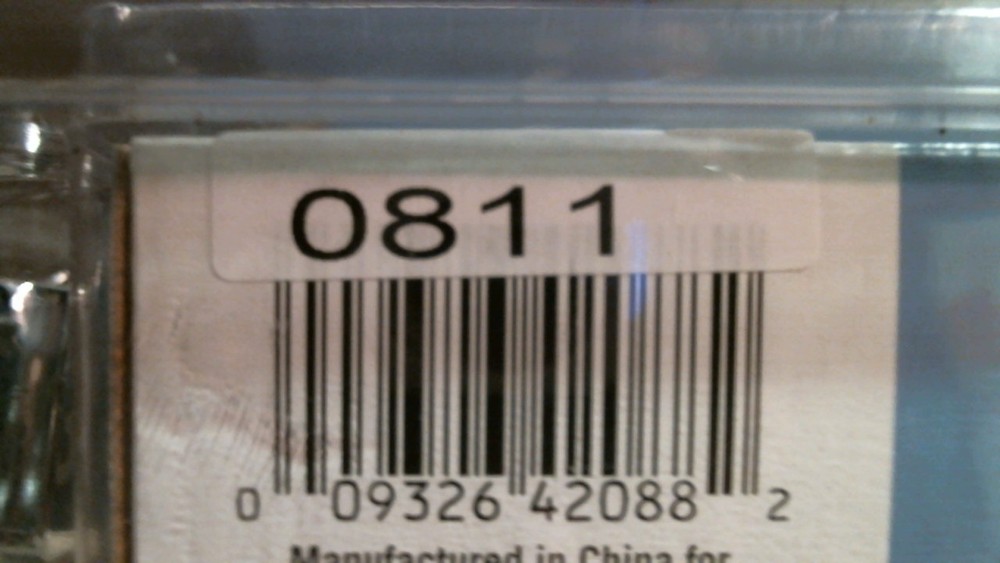 0811
0 09326 42088 2
Manufactured in China for